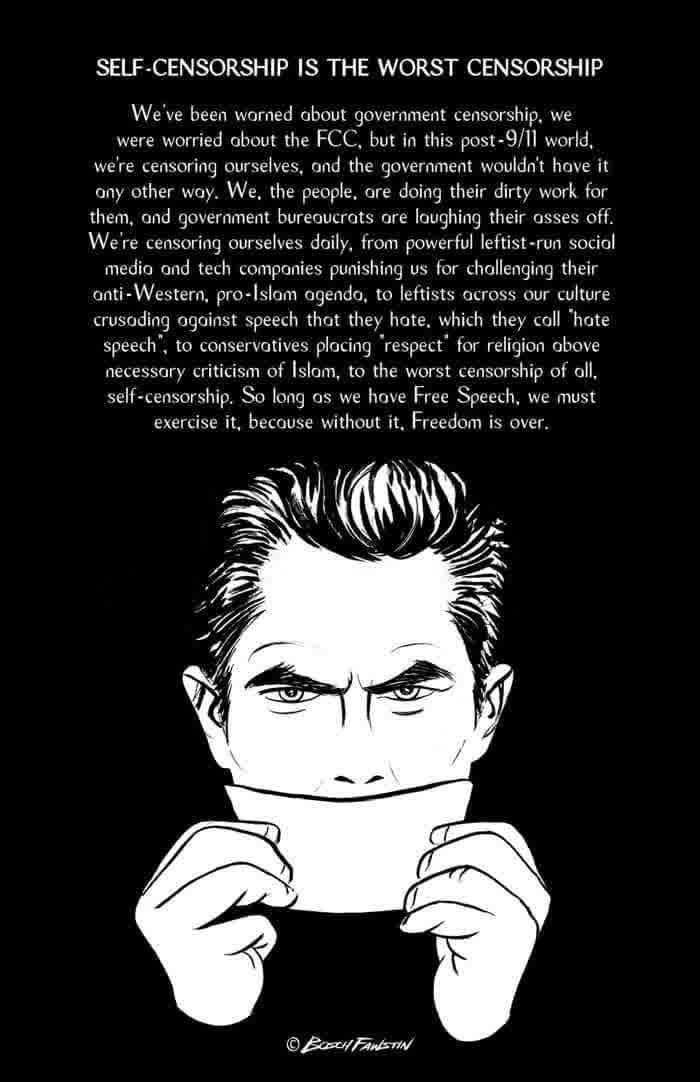 SELF-CENSORSHIP IS THE WORST CENSORSHIP
We've been warned about government censorship, we
were worried about the FCC, but in this post-9/11 world,
we're censoring ourselves, and the government wouldn't have it
any other way. We, the people, are doing their dirty work for
them, and government bureaucrats are laughing their asses off.
We're censoring ourselves daily, from powerful leftist-run social
media and tech companies punishing us for challenging their
anti-Western, pro-Islam agenda, to leftists across our culture
crusading against speech that they hate, which they call "hate
speech", to conservatives placing "respect" for religion above
necessary criticism of Islam, to the worst censorship of all,
self-censorship. So long as we have Free Speech, we must
exercise it, because without it, Freedom is over.
© BOSCH FAWSTIN